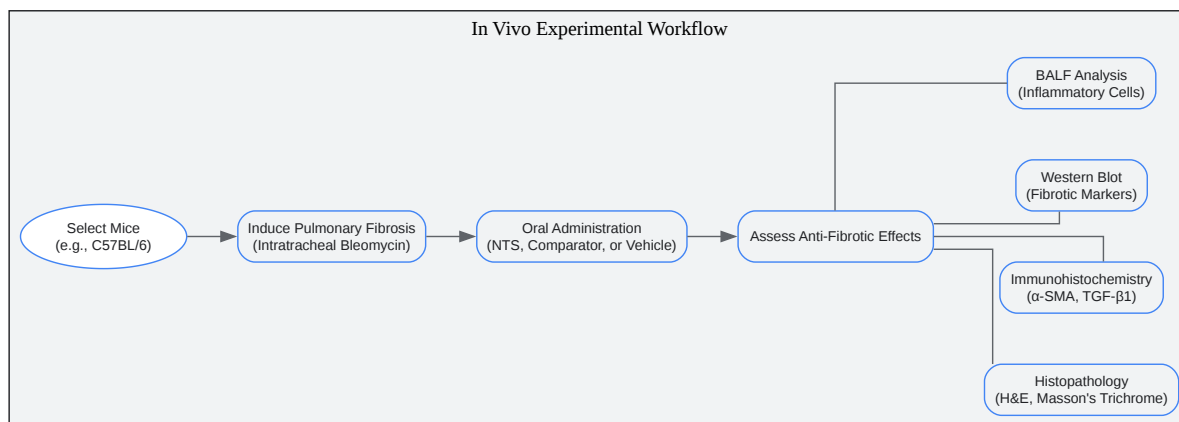 In Vivo Experimental Workflow
BALF Analysis
(Inflammatory Cells)
Western Blot
(Fibrotic Markers)
Select Mice
(e.g., C57BL/6)
Induce Pulmonary Fibrosis
(Intratracheal Bleomycin)
Oral Administration
(NTS, Comparator, or Vehicle)
Assess Anti-Fibrotic Effects
Immunohistochemistry
(α-SMA, TGF-β1)
Histopathology
(H&E, Masson's Trichrome)